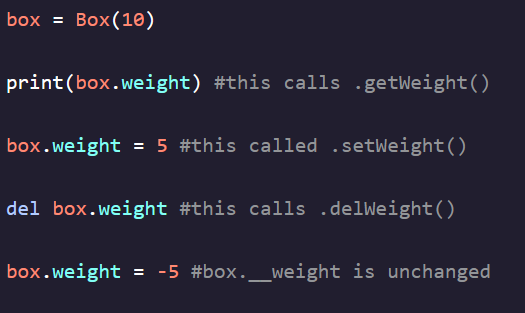 box = Box(10)
print(box.weight) #this calls .getWeight()
box.weight = 5 #this called .setWeight()
del box.weight #this calls .delWeight()
box.weight = -5 #box.__weight is unchanged